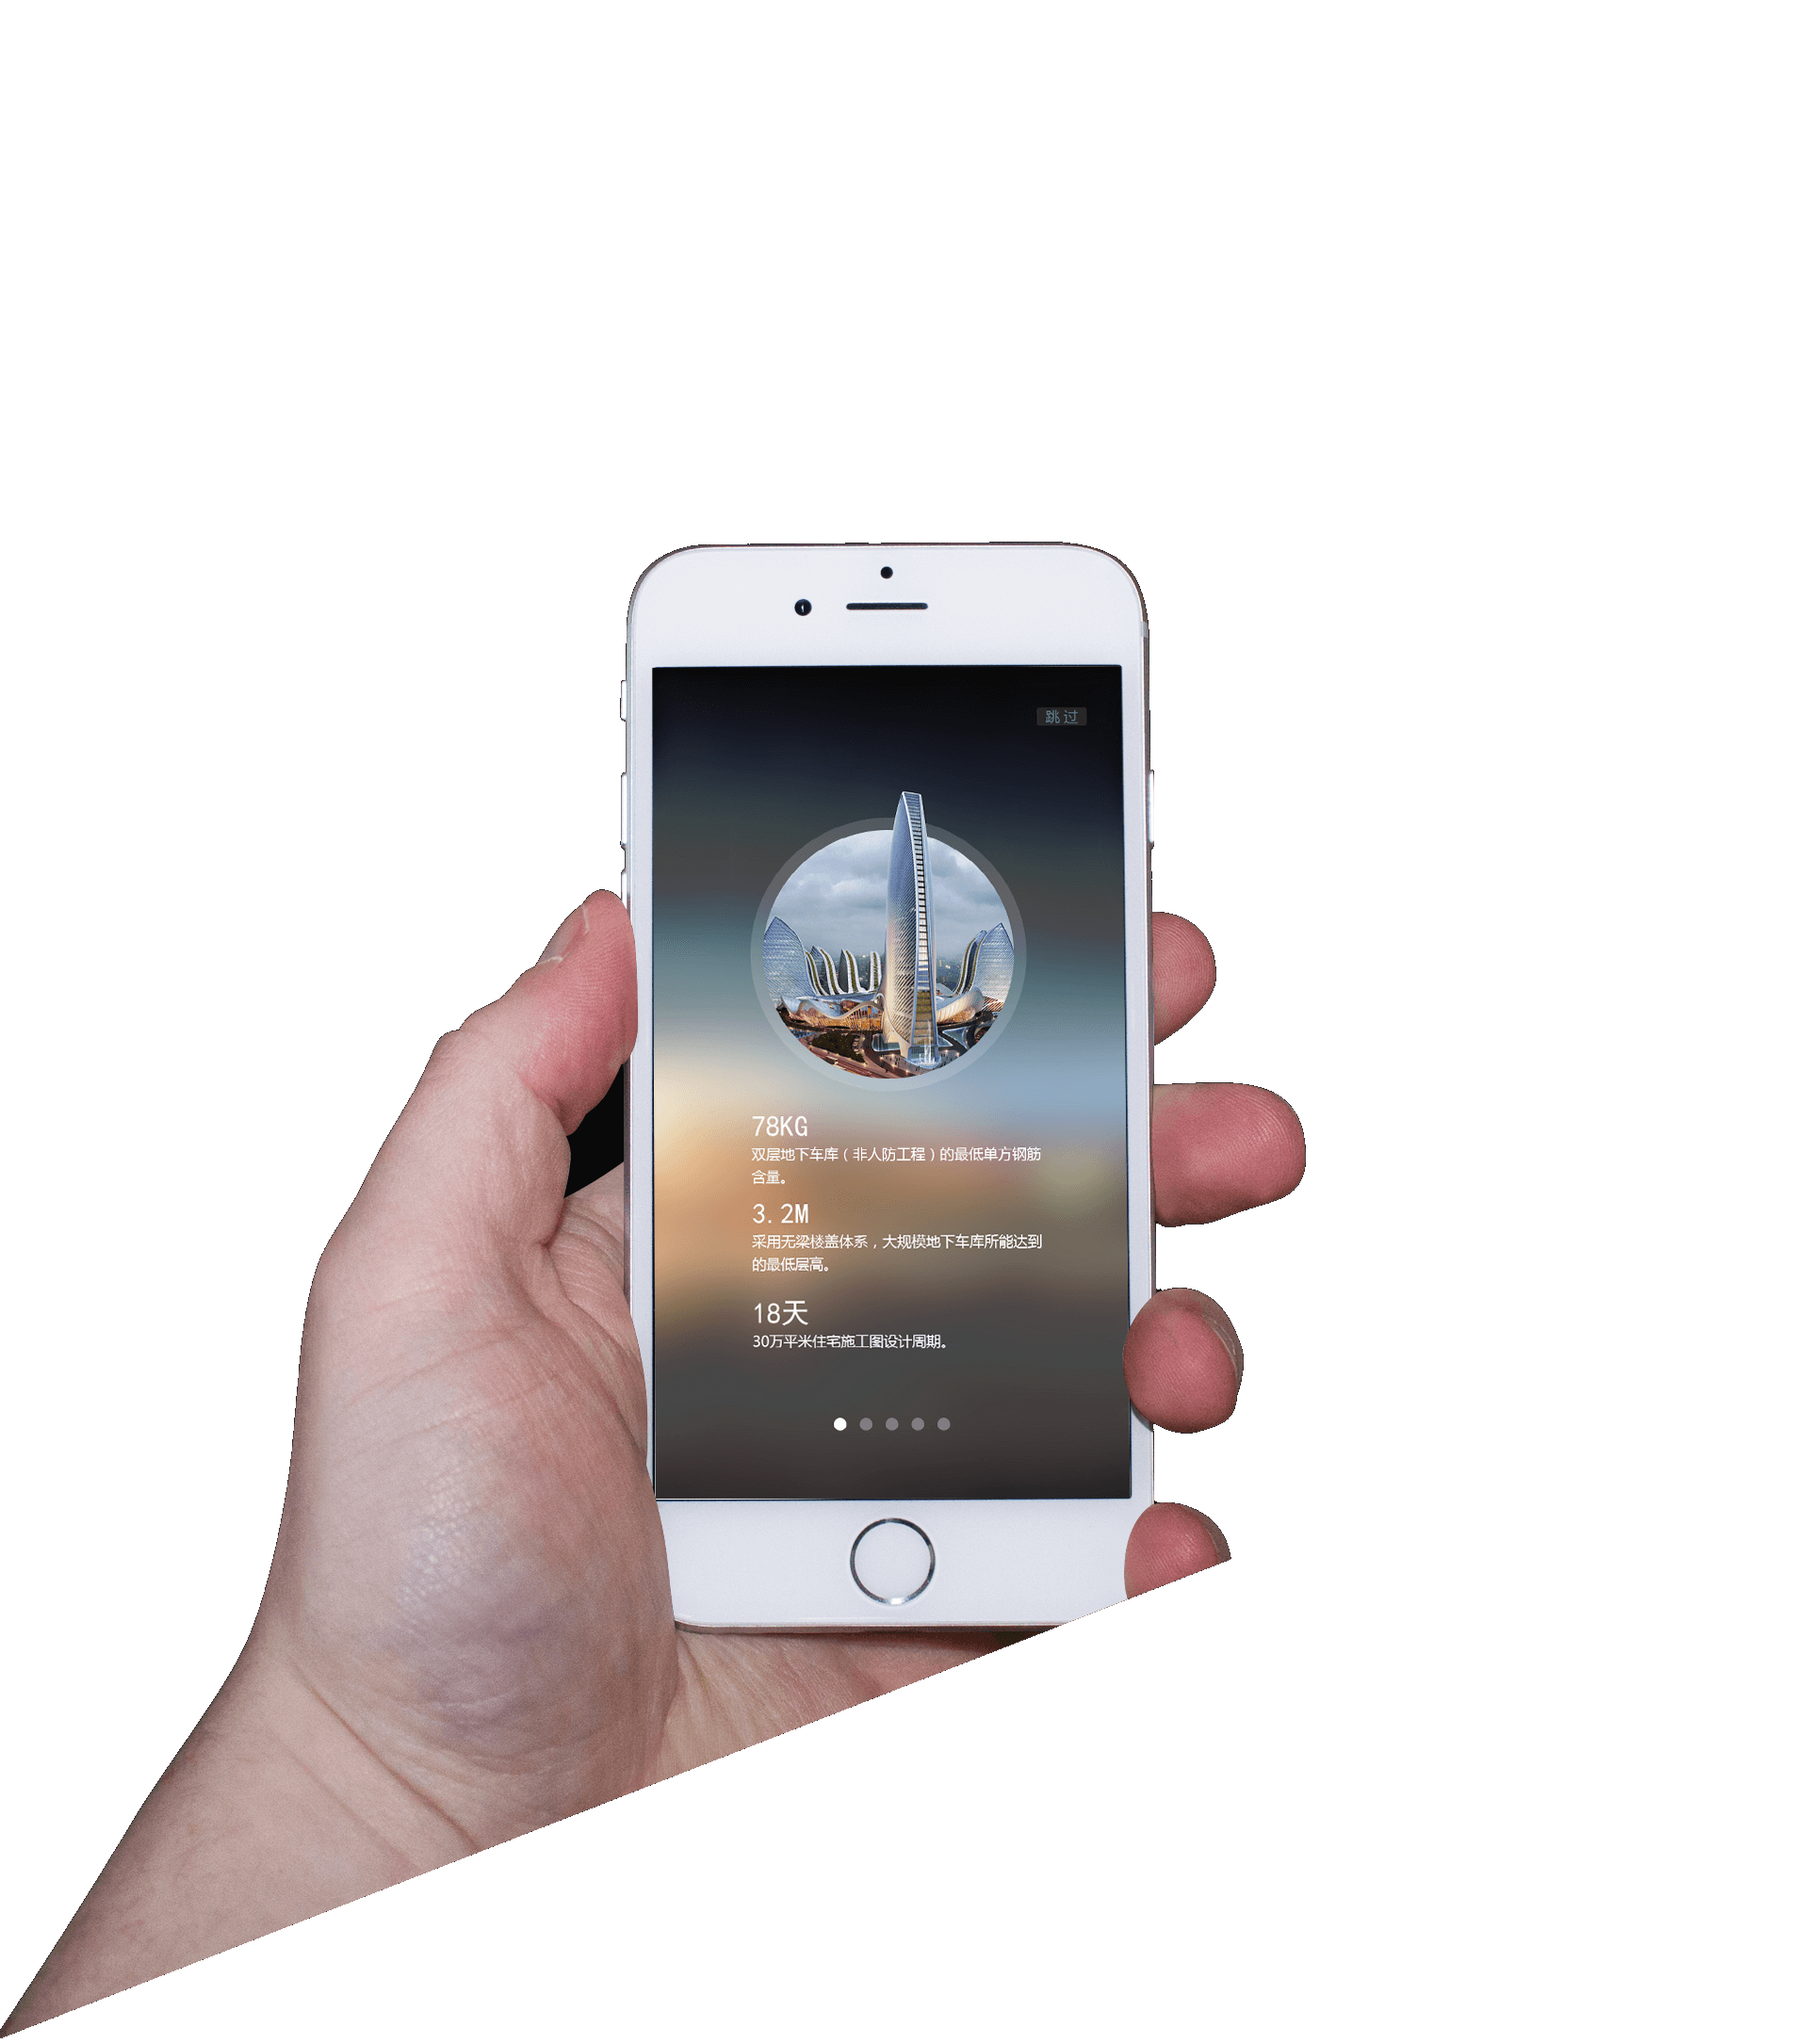 跳过
78KG
双层地下车库（非人防工程）的最低单方钢筋
含量。
3.2M
采用无梁楼盖体系，大规模地下车库所能达到
的最低层高。
18天
30万平米住宅施工图设计周期。